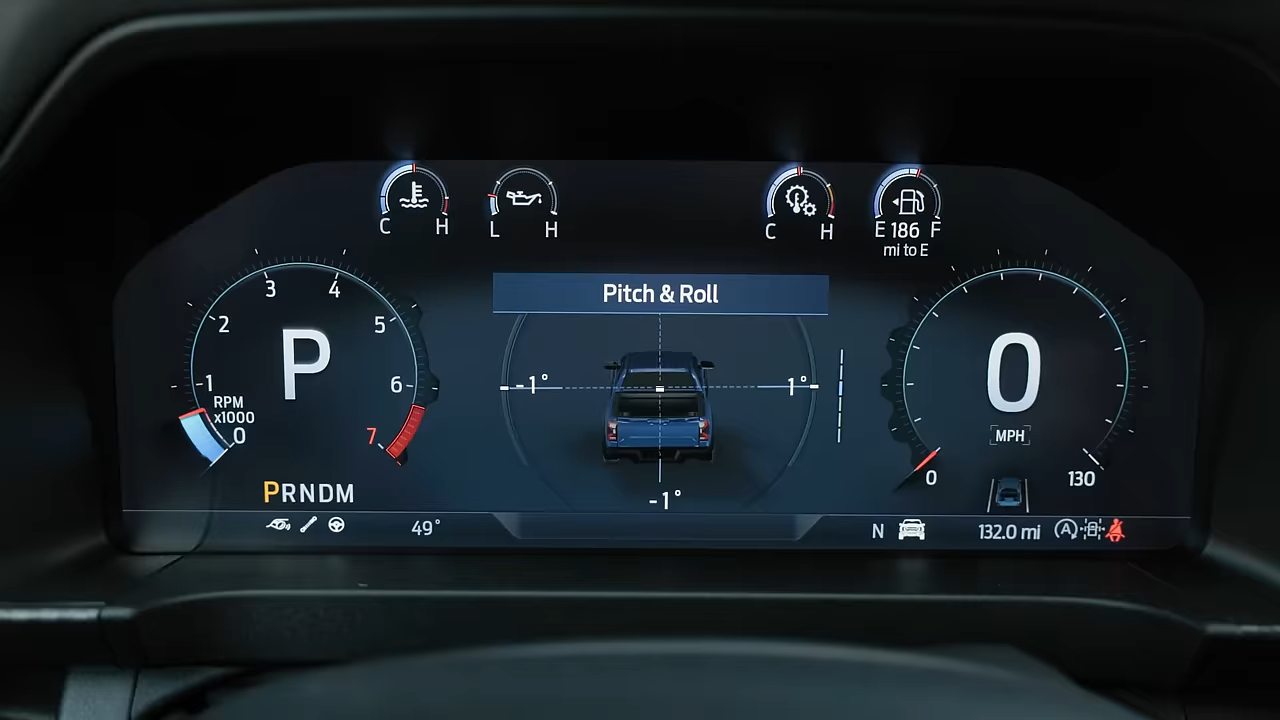 C H
L H
C H
E 186 F
mi to E
Pitch & Roll
3 4
2 5
1 6
7
0
RPM
x1000
P
-1° 1°
-1°
0
MPH
0 130
PRNDM
49°
N
132.0 mi
A